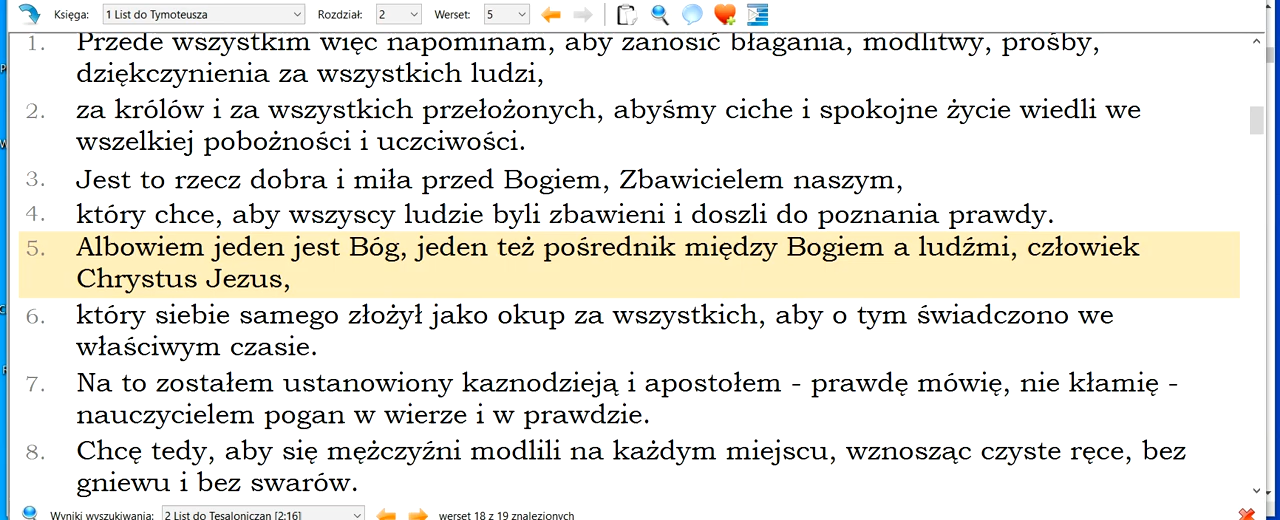 Księga: 1 List do Tymoteusza Rozdział: 2 Werset: 5
1. Przede wszystkim więc napominam, aby zanosić błagania, modlitwy, prośby,
dziękczynienia za wszystkich ludzi,
2. za królów i za wszystkich przełożonych, abyśmy ciche i spokojne życie wiedli we
wszelkiej pobożności i uczciwości.
3. Jest to rzecz dobra i miła przed Bogiem, Zbawicielem naszym,
4. który chce, aby wszyscy ludzie byli zbawieni i doszli do poznania prawdy.
5. Albowiem jeden jest Bóg, jeden też pośrednik między Bogiem a ludźmi, człowiek
Chrystus Jezus,
6. który siebie samego złożył jako okup za wszystkich, aby o tym świadczono we
właściwym czasie.
7. Na to zostałem ustanowiony kaznodzieją i apostołem - prawdę mówię, nie kłamię -
nauczycielem pogan w wierze i w prawdzie.
8. Chcę tedy, aby się mężczyźni modlili na każdym miejscu, wznosząc czyste ręce, bez
gniewu i bez swarów.
Wyniki wyszukiwania: 2 List do Tesaloniczan [2:16] werset 18 z 19 znalezionych